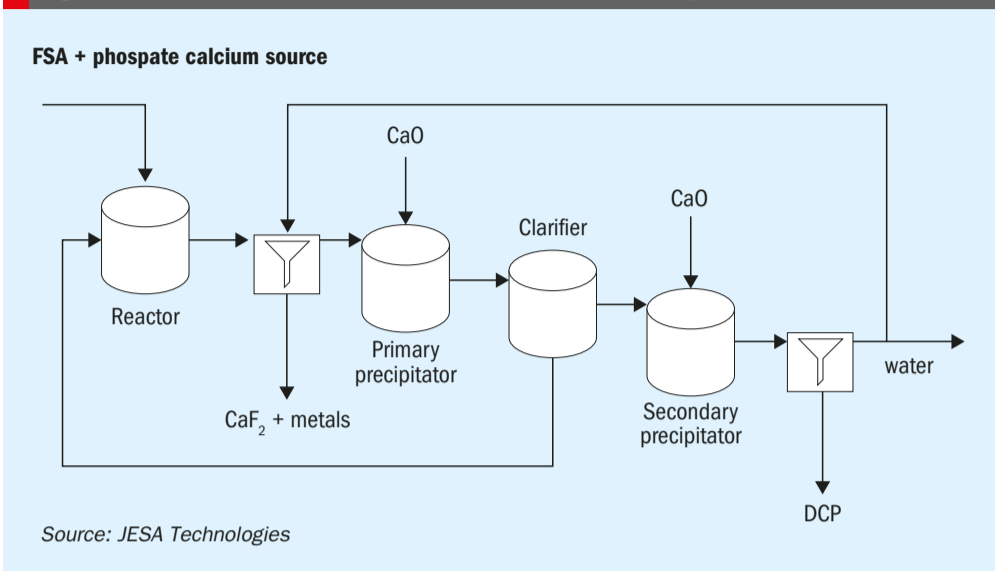 FSA + phospate calcium source
CaO
CaO
Clarifier
Reactor
Primary
precipitator
water
CaF₂ + metals
Secondary
precipitator
DCP
Source: JESA Technologies